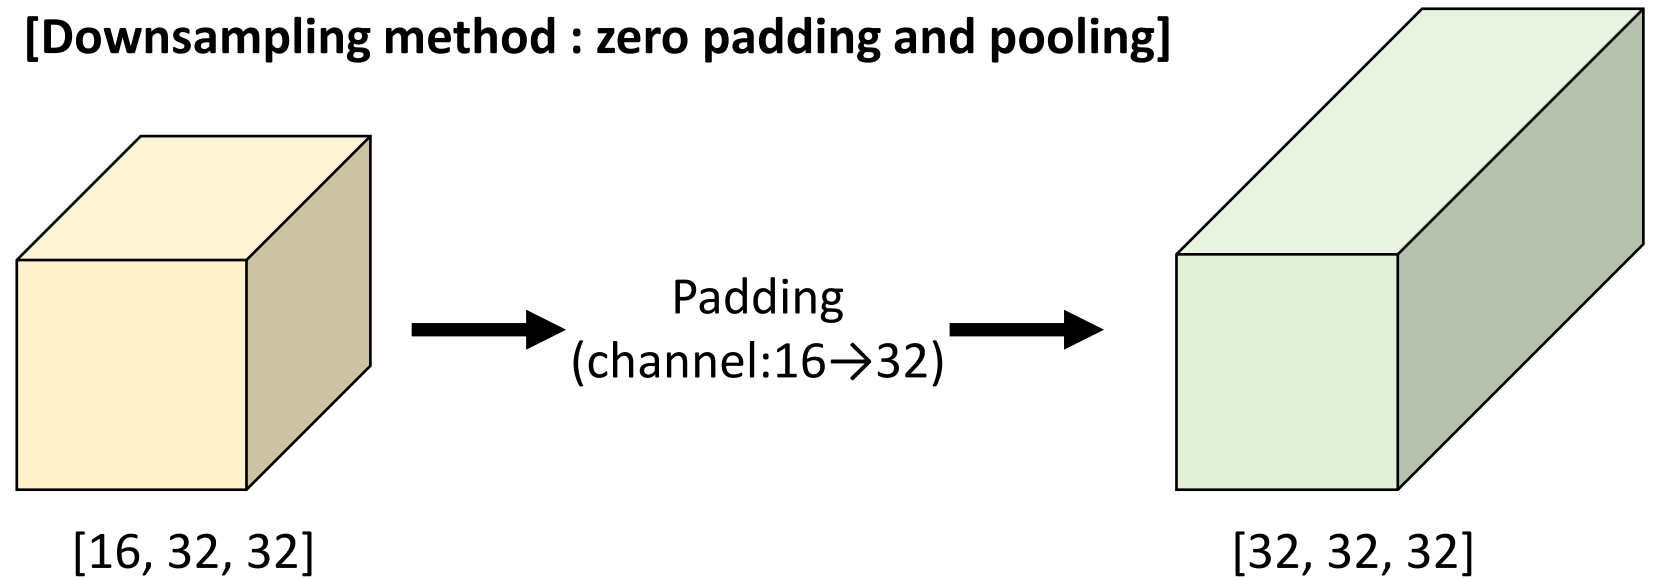 [Downsampling method : zero padding and pooling]
Padding
(channel:16→32)
[16, 32, 32]
[32, 32, 32]